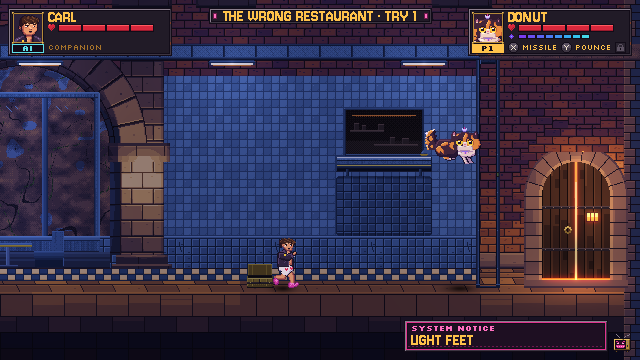 CARL
AI
COMPANION
THE WRONG RESTAURANT · TRY 1
DONUT
P1
X MISSILE Y POUNCE
SYSTEM NOTICE
LIGHT FEET